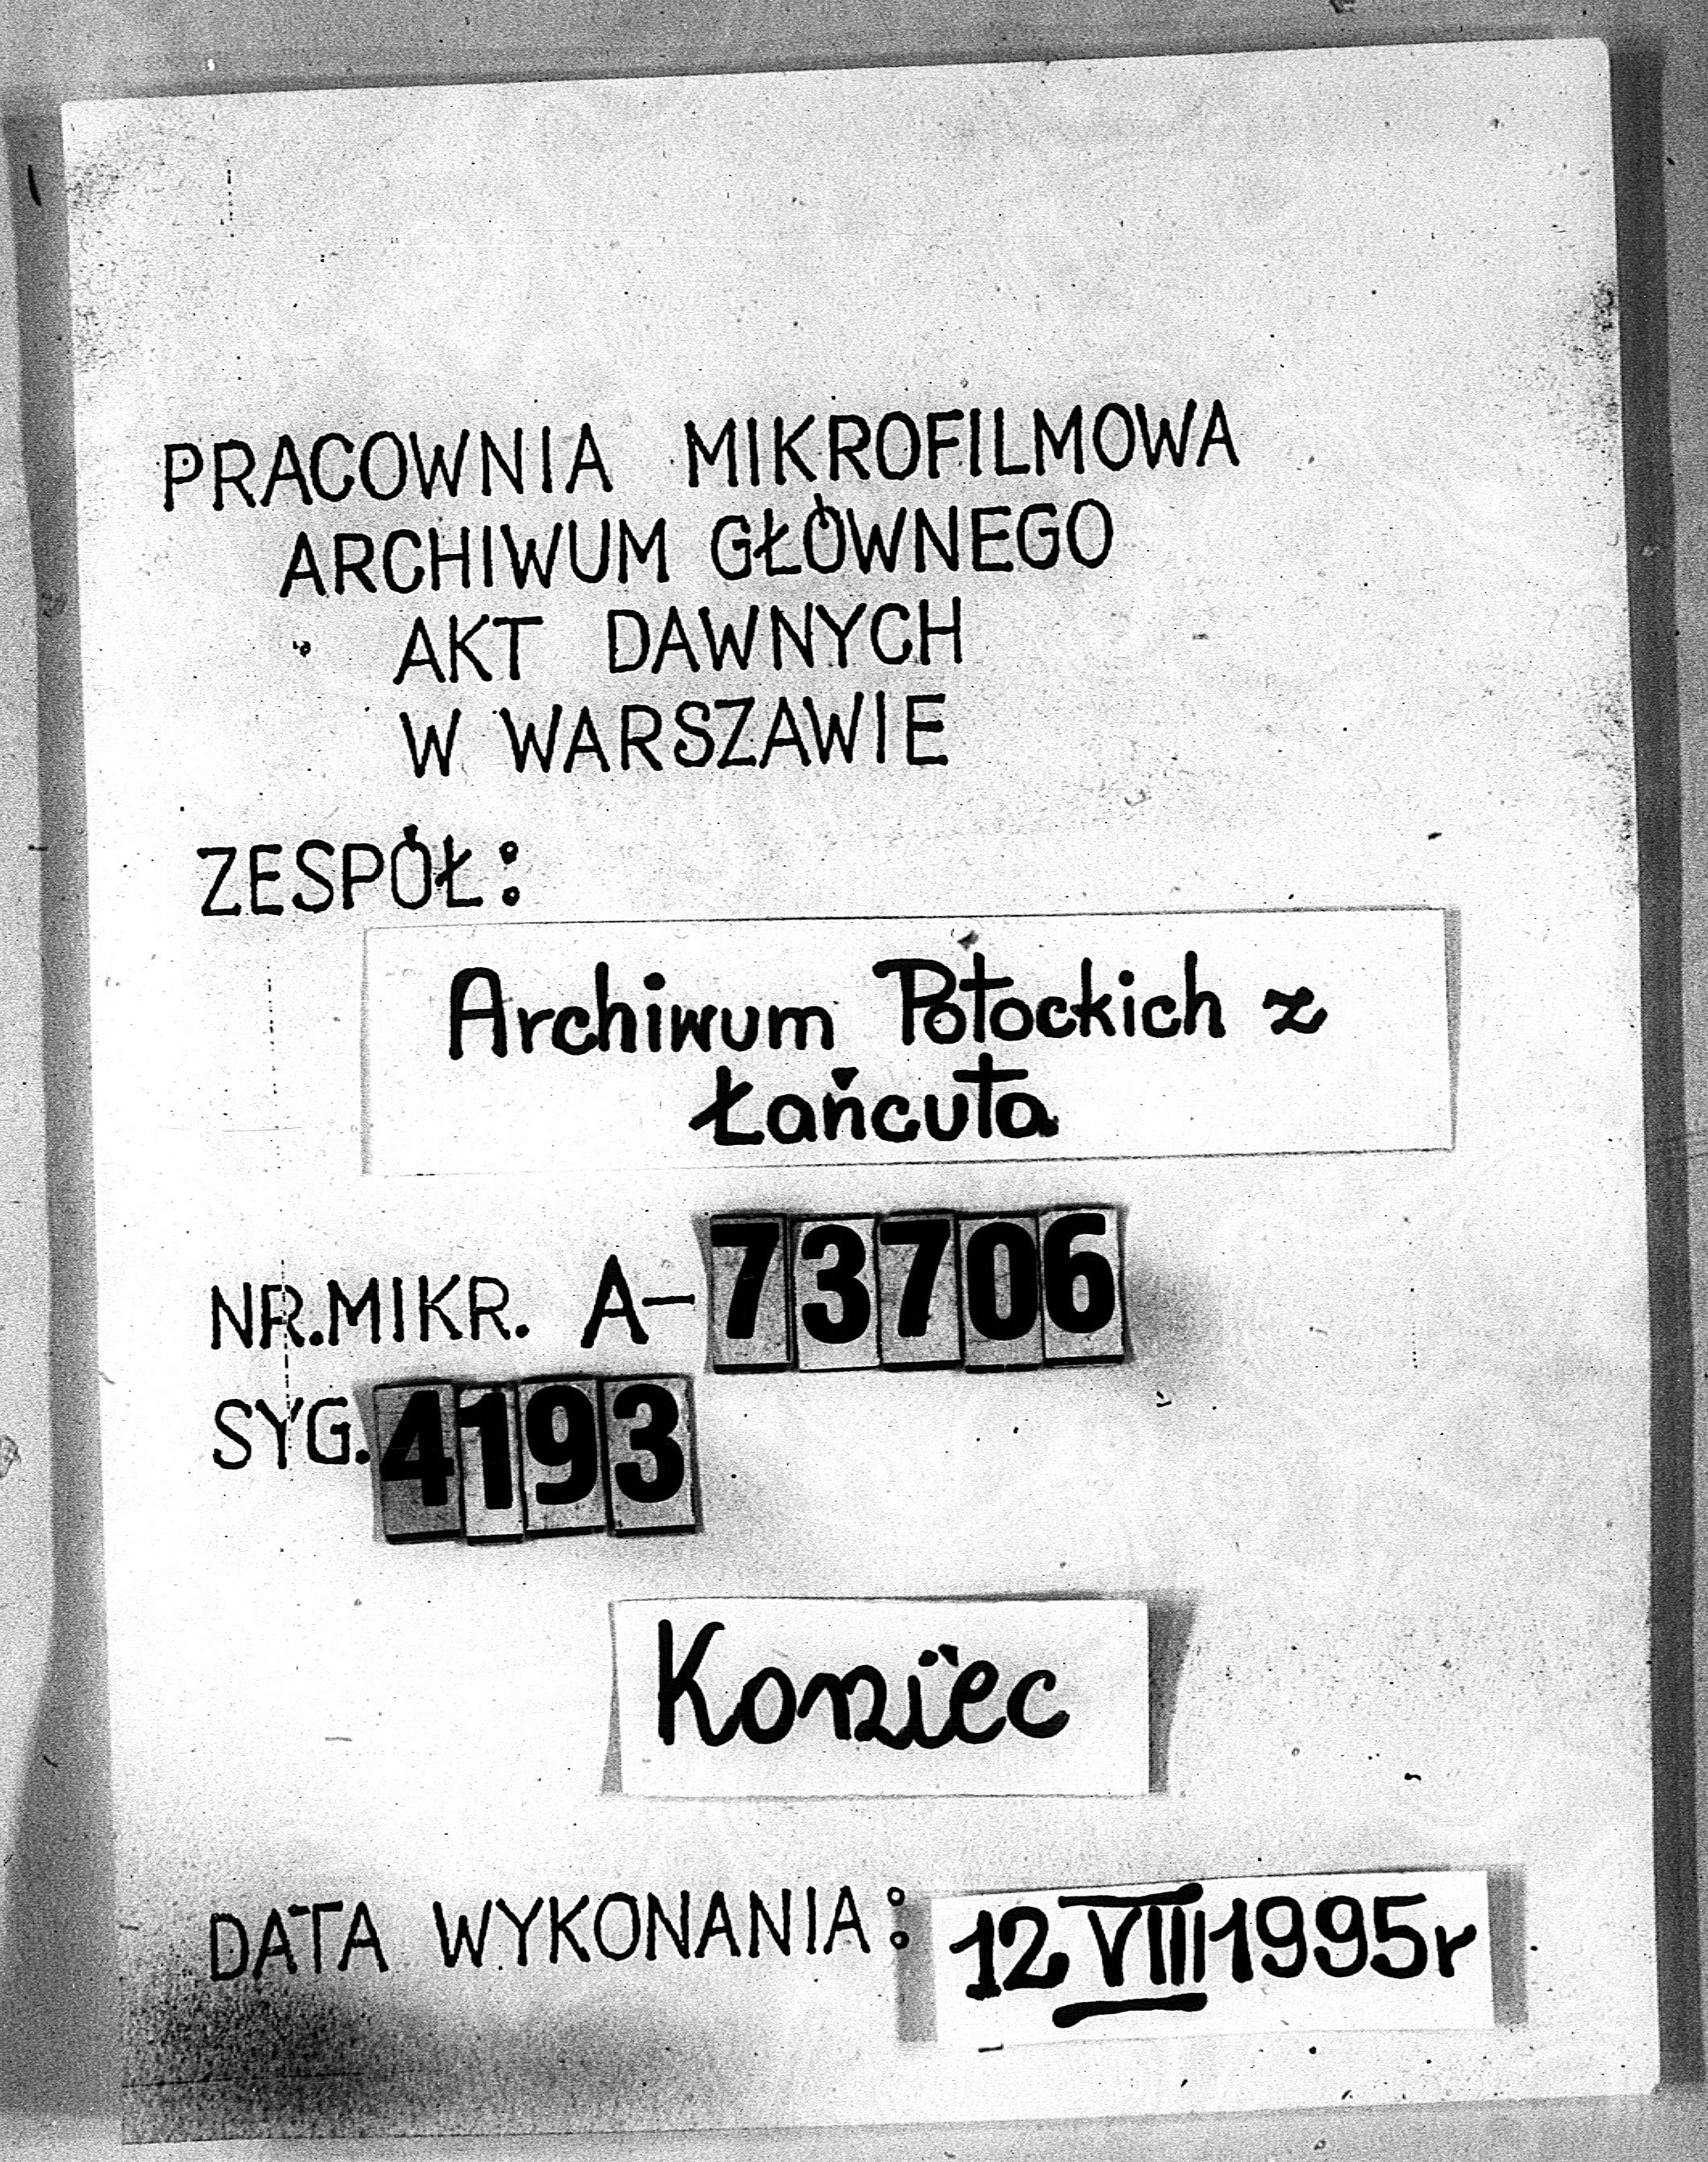 PRACOWNIA MIKROFILMOWA
ARCHIWUM GŁÓWNEGO
AKT DAWNYCH
W WARSZAWIE
ZESPÓŁ:
Archiwum Potockich z
Łańcuta
NR.MIKR. A-73706
SYG. 4193
Koniec
DATA WYKONANIA: 12 VIII 1995r